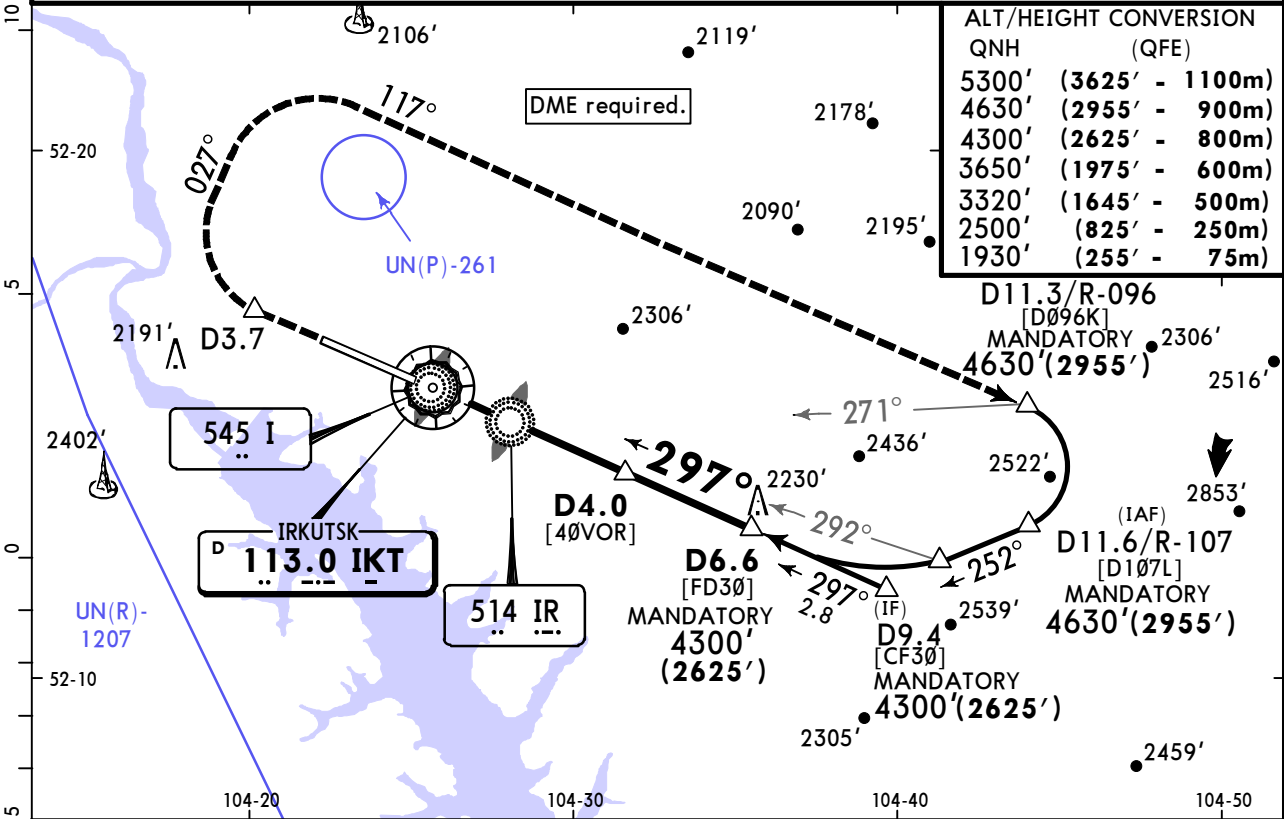 10
2106'
2119'
ALT/HEIGHT CONVERSION
QNH (QFE)
5300' (3625' - 1100m)
4630' (2955' - 900m)
4300' (2625' - 800m)
3650' (1975' - 600m)
3320' (1645' - 500m)
2500' (825' - 250m)
1930' (255' - 75m)
117°
DME required.
2178'
52-20
027°
2090'
2195'
UN(P)-261
5
D11.3/R-096
[DØ96K]
MANDATORY
4630'(2955')
2306'
2191'
D3.7
2306'
2516'
271°
545 I
2402'
297°
2436'
2522'
2230'
2853'
D4.0
[4ØVOR]
292°
(IAF)
D11.6/R-107
[D1Ø7L]
MANDATORY
4630'(2955')
IRKUTSK
D 113.0 IKT
0
252°
D6.6
[FD3Ø]
MANDATORY
4300'
(2625')
297°
2.8
514 IR
UN(R)-
1207
(IF)
D9.4
[CF3Ø]
MANDATORY
4300'(2625')
2539'
52-10
2305'
2459'
5
104-20
104-30
104-40
104-50